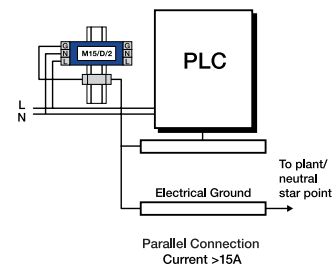 G
N
L
M15/D/2
G
N
L
PLC
L
N
To plant/
neutral
star point
Electrical Ground
Parallel Connection
Current >15A